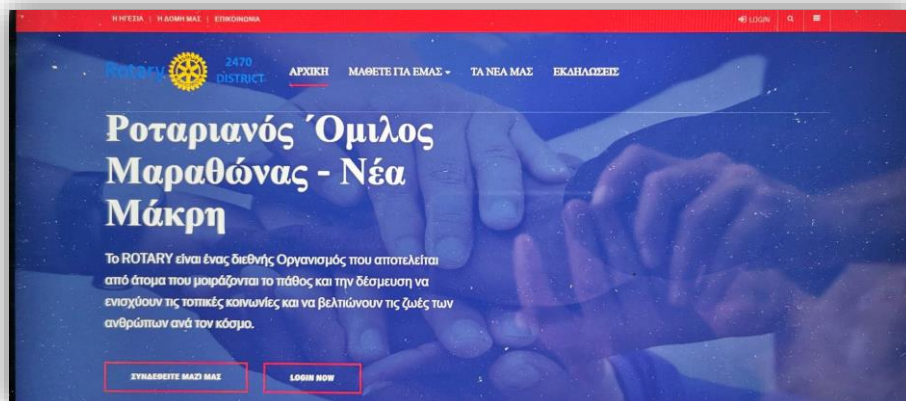 Η ΗΓΕΣΙΑ | Η ΔΟΜΗ ΜΑΣ | ΕΠΙΚΟΙΝΩΝΙΑ
LOGIN
Rotary
2470
DISTRICT
ΑΡΧΙΚΗ ΜΑΘΕΤΕ ΓΙΑ ΕΜΑΣ ΤΑ ΝΕΑ ΜΑΣ ΕΚΔΗΛΩΣΕΙΣ
Ροταριανός Όμιλος
Μαραθώνας - Νέα
Μάκρη
Το ROTARY είναι ένας διεθνής Οργανισμός που αποτελείται
από άτομα που μοιράζονται το πάθος και την δέσμευση να
ενισχύουν τις τοπικές κοινωνίες και να βελτιώνουν τις ζωές των
ανθρώπων ανά τον κόσμο.
ΣΥΝΔΕΘΕΙΤΕ ΜΑΖΙ ΜΑΣ
LOGIN NOW